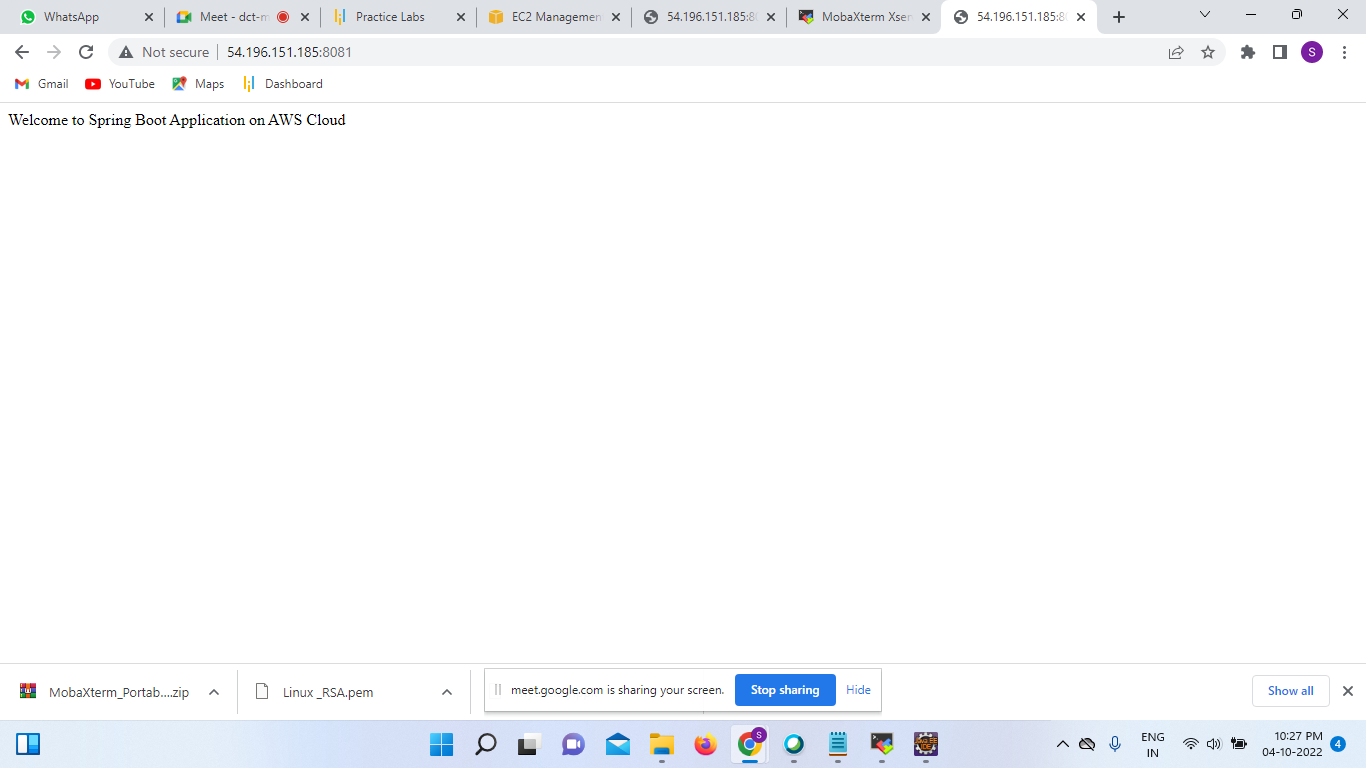 WhatsApp
Meet - dct-m
Practice Labs
EC2 Managemen
54.196.151.185:8
MobaXterm Xser
54.196.151.185:8
Not secure
54.196.151.185:8081
S
Gmail
YouTube
Maps
Dashboard
Welcome to Spring Boot Application on AWS Cloud
MobaXterm_Portab....zip
Linux _RSA.pem
meet.google.com is sharing your screen.
Stop sharing
Hide
Show all
S
ENG
IN
10:27 PM
04-10-2022
4